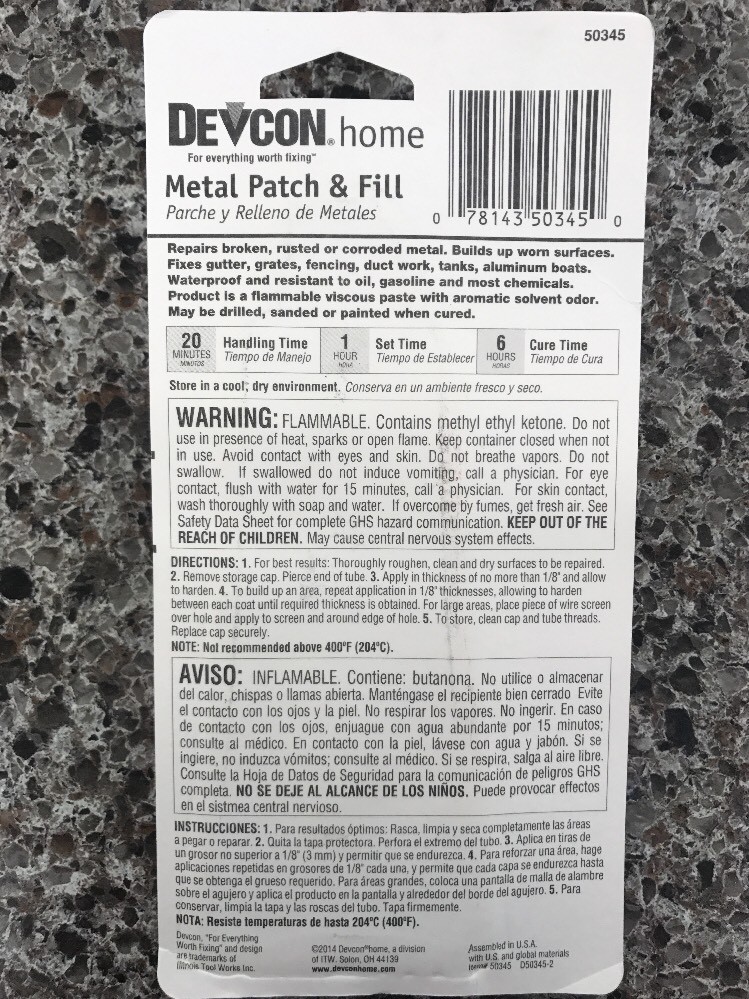 50345
DEVCON® home
For everything worth fixing™
Metal Patch & Fill
Parche y Relleno de Metales
0 78143 50345 0
Repairs broken, rusted or corroded metal. Builds up worn surfaces.
Fixes gutter, grates, fencing, duct work, tanks, aluminum boats.
Waterproof and resistant to oil, gasoline and most chemicals.
Product is a flammable viscous paste with aromatic solvent odor.
May be drilled, sanded or painted when cured.
20 MINUTES MINUTOS Handling Time Tiempo de Manejo
1 HOUR HORA Set Time Tiempo de Establecer
6 HOURS HORAS Cure Time Tiempo de Cura
Store in a cool, dry environment. Conserva en un ambiente fresco y seco.
WARNING: FLAMMABLE. Contains methyl ethyl ketone. Do not
use in presence of heat, sparks or open flame. Keep container closed when not
in use. Avoid contact with eyes and skin. Do not breathe vapors. Do not
swallow. If swallowed do not induce vomiting, call a physician. For eye
contact, flush with water for 15 minutes, call a physician. For skin contact,
wash thoroughly with soap and water. If overcome by fumes, get fresh air. See
Safety Data Sheet for complete GHS hazard communication. KEEP OUT OF THE
REACH OF CHILDREN. May cause central nervous system effects.
DIRECTIONS: 1. For best results: Thoroughly roughen, clean and dry surfaces to be repaired.
2. Remove storage cap. Pierce end of tube. 3. Apply in thickness of no more than 1/8" and allow
to harden. 4. To build up an area, repeat application in 1/8" thicknesses, allowing to harden
between each coat until required thickness is obtained. For large areas, place piece of wire screen
over hole and apply to screen and around edge of hole. 5. To store, clean cap and tube threads.
Replace cap securely.
NOTE: Not recommended above 400°F (204°C).
AVISO: INFLAMABLE. Contiene: butanona. No utilice o almacenar
del calor, chispas o llamas abierta. Manténgase el recipiente bien cerrado Evite
el contacto con los ojos y la piel. No respirar los vapores. No ingerir. En caso
de contacto con los ojos, enjuague con agua abundante por 15 minutos;
consulte al médico. En contacto con la piel, lávese con agua y jabón. Si se
ingiere, no induzca vómitos; consulte al médico. Si se respira, salga al aire libre.
Consulte la Hoja de Datos de Seguridad para la comunicación de peligros GHS
completa. NO SE DEJE AL ALCANCE DE LOS NIÑOS. Puede provocar effectos
en el sistmea central nervioso.
INSTRUCCIONES: 1. Para resultados óptimos: Rasca, limpia y seca completamente las áreas
a pegar o reparar. 2. Quita la tapa protectora. Perfora el extremo del tubo. 3. Aplica en tiras de
un grosor no superior a 1/8" (3 mm) y permitir que se endurezca. 4. Para reforzar una área, hage
aplicaciones repetidas en grosores de 1/8" cada una, y permite que cada capa se endurezca hasta
que se obtenga el grueso requerido. Para áreas grandes, coloca una pantalla de malla de alambre
sobre el agujero y aplica el producto en la pantalla y alrededor del borde del agujero. 5. Para
conservar, limpia la tapa y las roscas del tubo. Tapa firmemente.
NOTA: Resiste temperaturas de hasta 204°C (400°F).
Devcon, "For Everything
Worth Fixing" and design
are trademarks of
Illinois Tool Works Inc.
©2014 Devcon®home, a division
of ITW. Solon, OH 44139
www.devconhome.com
Assembled in U.S.A.
with U.S. and global materials
Item# 50345 D50345-2